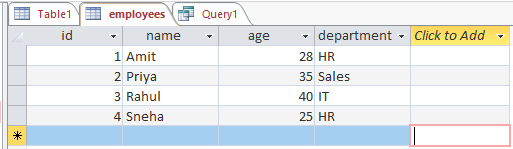 Table1 employees Query1
id name age department Click to Add
1 Amit 28 HR
2 Priya 35 Sales
3 Rahul 40 IT
4 Sneha 25 HR
*